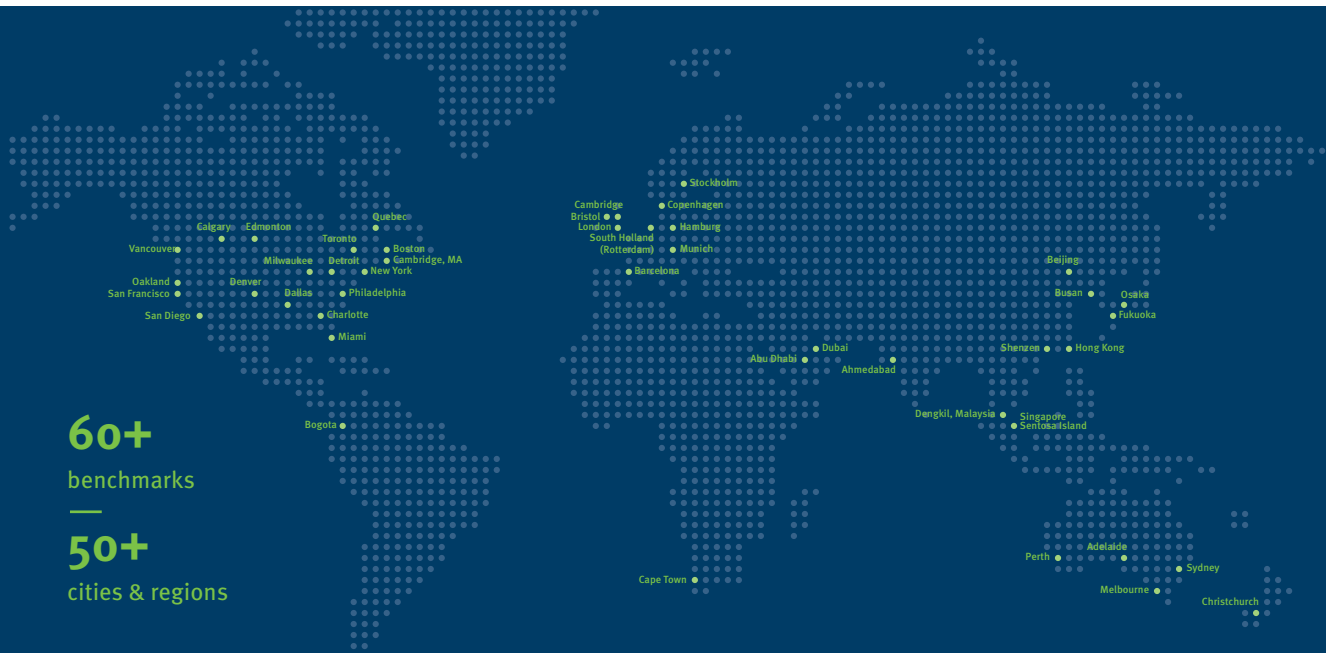 Stockholm
Cambridge
Copenhagen
Bristol
London
Hamburg
South Holland
(Rotterdam)
Munich
Barcelona
Quebec
Calgary
Edmonton
Toronto
Vancouver
Boston
Cambridge, MA
Milwaukee
Detroit
New York
Oakland
Denver
San Francisco
Dallas
Philadelphia
San Diego
Charlotte
Miami
Beijing
Busan
Osaka
Fukuoka
Dubai
Abu Dhabi
Ahmedabad
Shenzen
Hong Kong
Dengkil, Malaysia
Singapore
Sentosa Island
Bogota
60+
benchmarks
50+
cities & regions
Cape Town
Perth
Adelaide
Sydney
Melbourne
Christchurch